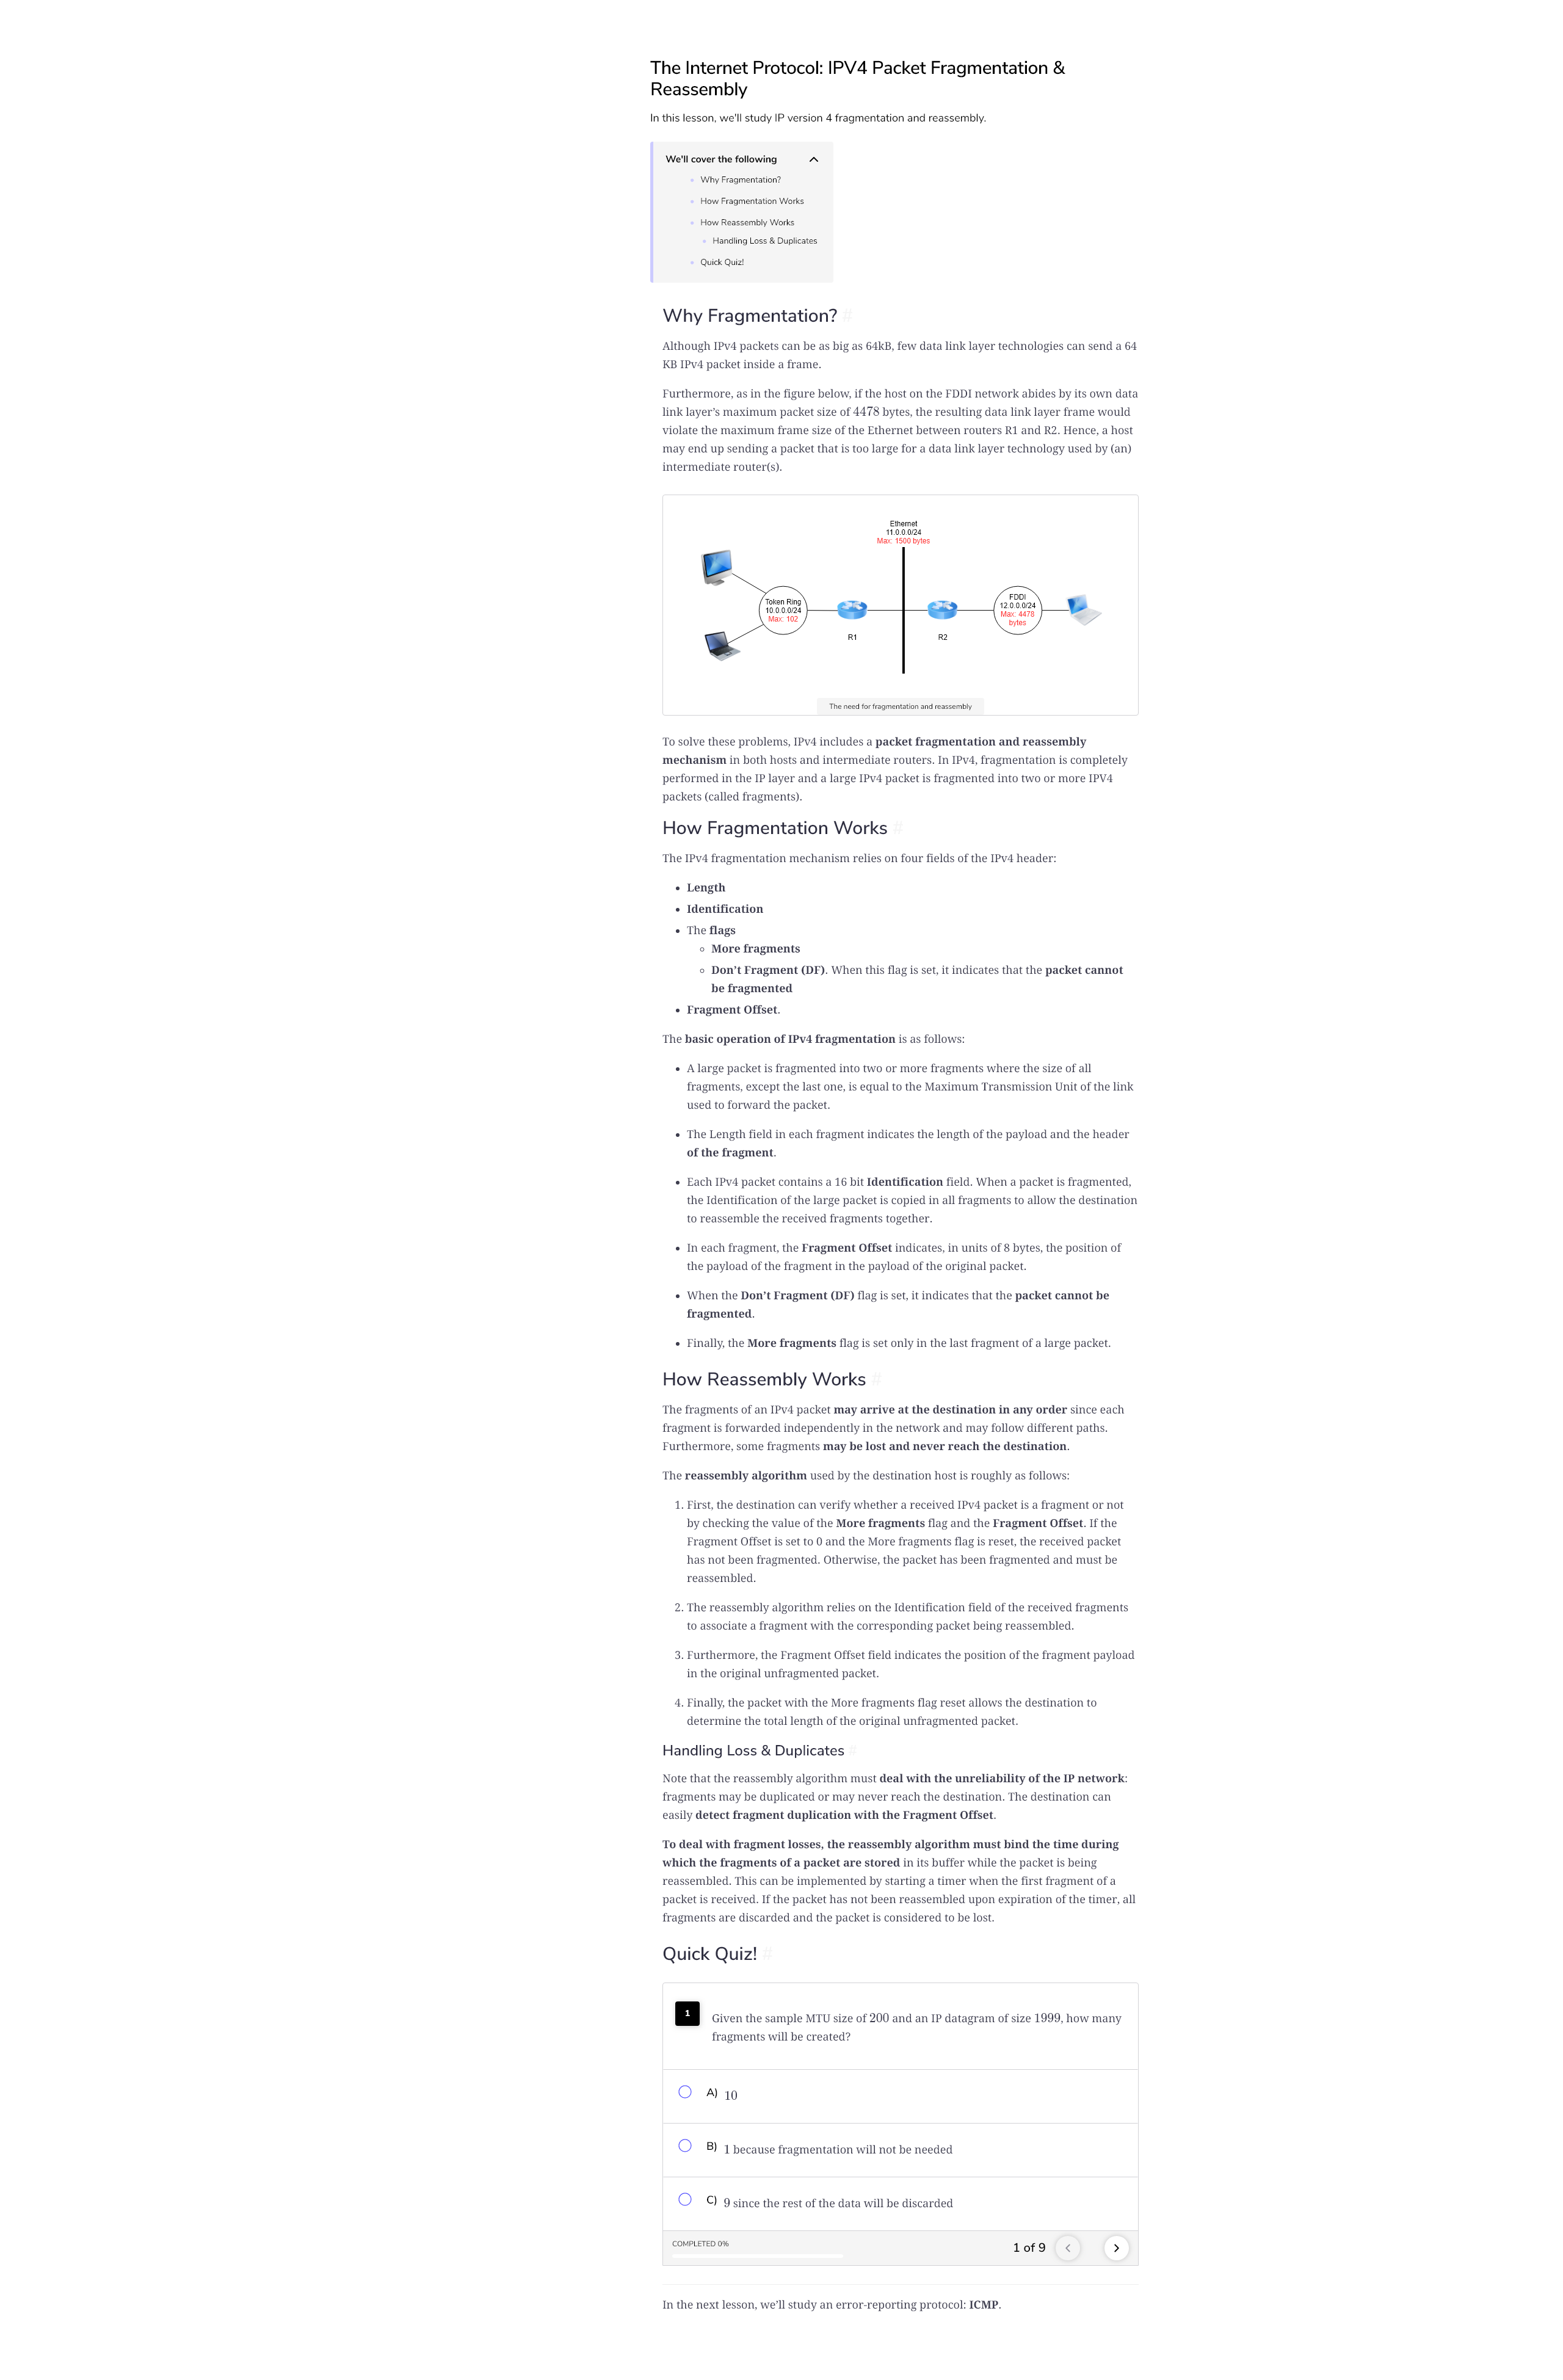 The Internet Protocol: IPV4 Packet Fragmentation &
Reassembly
In this lesson, we'll study IP version 4 fragmentation and reassembly.
We'll cover the following
Why Fragmentation?
How Fragmentation Works
How Reassembly Works
Handling Loss & Duplicates
Quick Quiz!
Why Fragmentation? #
Although IPv4 packets can be as big as 64kB, few data link layer technologies can send a 64
KB IPv4 packet inside a frame.
Furthermore, as in the figure below, if the host on the FDDI network abides by its own data
link layer's maximum packet size of 4478 bytes, the resulting data link layer frame would
violate the maximum frame size of the Ethernet between routers R1 and R2. Hence, a host
may end up sending a packet that is too large for a data link layer technology used by (an)
intermediate router(s).
Ethernet
11.0.0.0/24
Max: 1500 bytes
Token Ring
10.0.0.0/24
Max: 102
R1
R2
FDDI
12.0.0.0/24
Max: 4478
bytes
The need for fragmentation and reassembly
To solve these problems, IPv4 includes a packet fragmentation and reassembly
mechanism in both hosts and intermediate routers. In IPv4, fragmentation is completely
performed in the IP layer and a large IPv4 packet is fragmented into two or more IPV4
packets (called fragments).
How Fragmentation Works #
The IPv4 fragmentation mechanism relies on four fields of the IPv4 header:
• Length
• Identification
• The flags
◦ More fragments
◦ Don't Fragment (DF). When this flag is set, it indicates that the packet cannot
be fragmented
• Fragment Offset.
The basic operation of IPv4 fragmentation is as follows:
• A large packet is fragmented into two or more fragments where the size of all
fragments, except the last one, is equal to the Maximum Transmission Unit of the link
used to forward the packet.
• The Length field in each fragment indicates the length of the payload and the header
of the fragment.
• Each IPv4 packet contains a 16 bit Identification field. When a packet is fragmented,
the Identification of the large packet is copied in all fragments to allow the destination
to reassemble the received fragments together.
• In each fragment, the Fragment Offset indicates, in units of 8 bytes, the position of
the payload of the fragment in the payload of the original packet.
• When the Don't Fragment (DF) flag is set, it indicates that the packet cannot be
fragmented.
• Finally, the More fragments flag is set only in the last fragment of a large packet.
How Reassembly Works #
The fragments of an IPv4 packet may arrive at the destination in any order since each
fragment is forwarded independently in the network and may follow different paths.
Furthermore, some fragments may be lost and never reach the destination.
The reassembly algorithm used by the destination host is roughly as follows:
1. First, the destination can verify whether a received IPv4 packet is a fragment or not
by checking the value of the More fragments flag and the Fragment Offset. If the
Fragment Offset is set to 0 and the More fragments flag is reset, the received packet
has not been fragmented. Otherwise, the packet has been fragmented and must be
reassembled.
2. The reassembly algorithm relies on the Identification field of the received fragments
to associate a fragment with the corresponding packet being reassembled.
3. Furthermore, the Fragment Offset field indicates the position of the fragment payload
in the original unfragmented packet.
4. Finally, the packet with the More fragments flag reset allows the destination to
determine the total length of the original unfragmented packet.
Handling Loss & Duplicates #
Note that the reassembly algorithm must deal with the unreliability of the IP network:
fragments may be duplicated or may never reach the destination. The destination can
easily detect fragment duplication with the Fragment Offset.
To deal with fragment losses, the reassembly algorithm must bind the time during
which the fragments of a packet are stored in its buffer while the packet is being
reassembled. This can be implemented by starting a timer when the first fragment of a
packet is received. If the packet has not been reassembled upon expiration of the timer, all
fragments are discarded and the packet is considered to be lost.
Quick Quiz! #
1
Given the sample MTU size of 200 and an IP datagram of size 1999, how many
fragments will be created?
A) 10
B) 1 because fragmentation will not be needed
C) 9 since the rest of the data will be discarded
COMPLETED 0%
1 of 9
In the next lesson, we'll study an error-reporting protocol: ICMP.